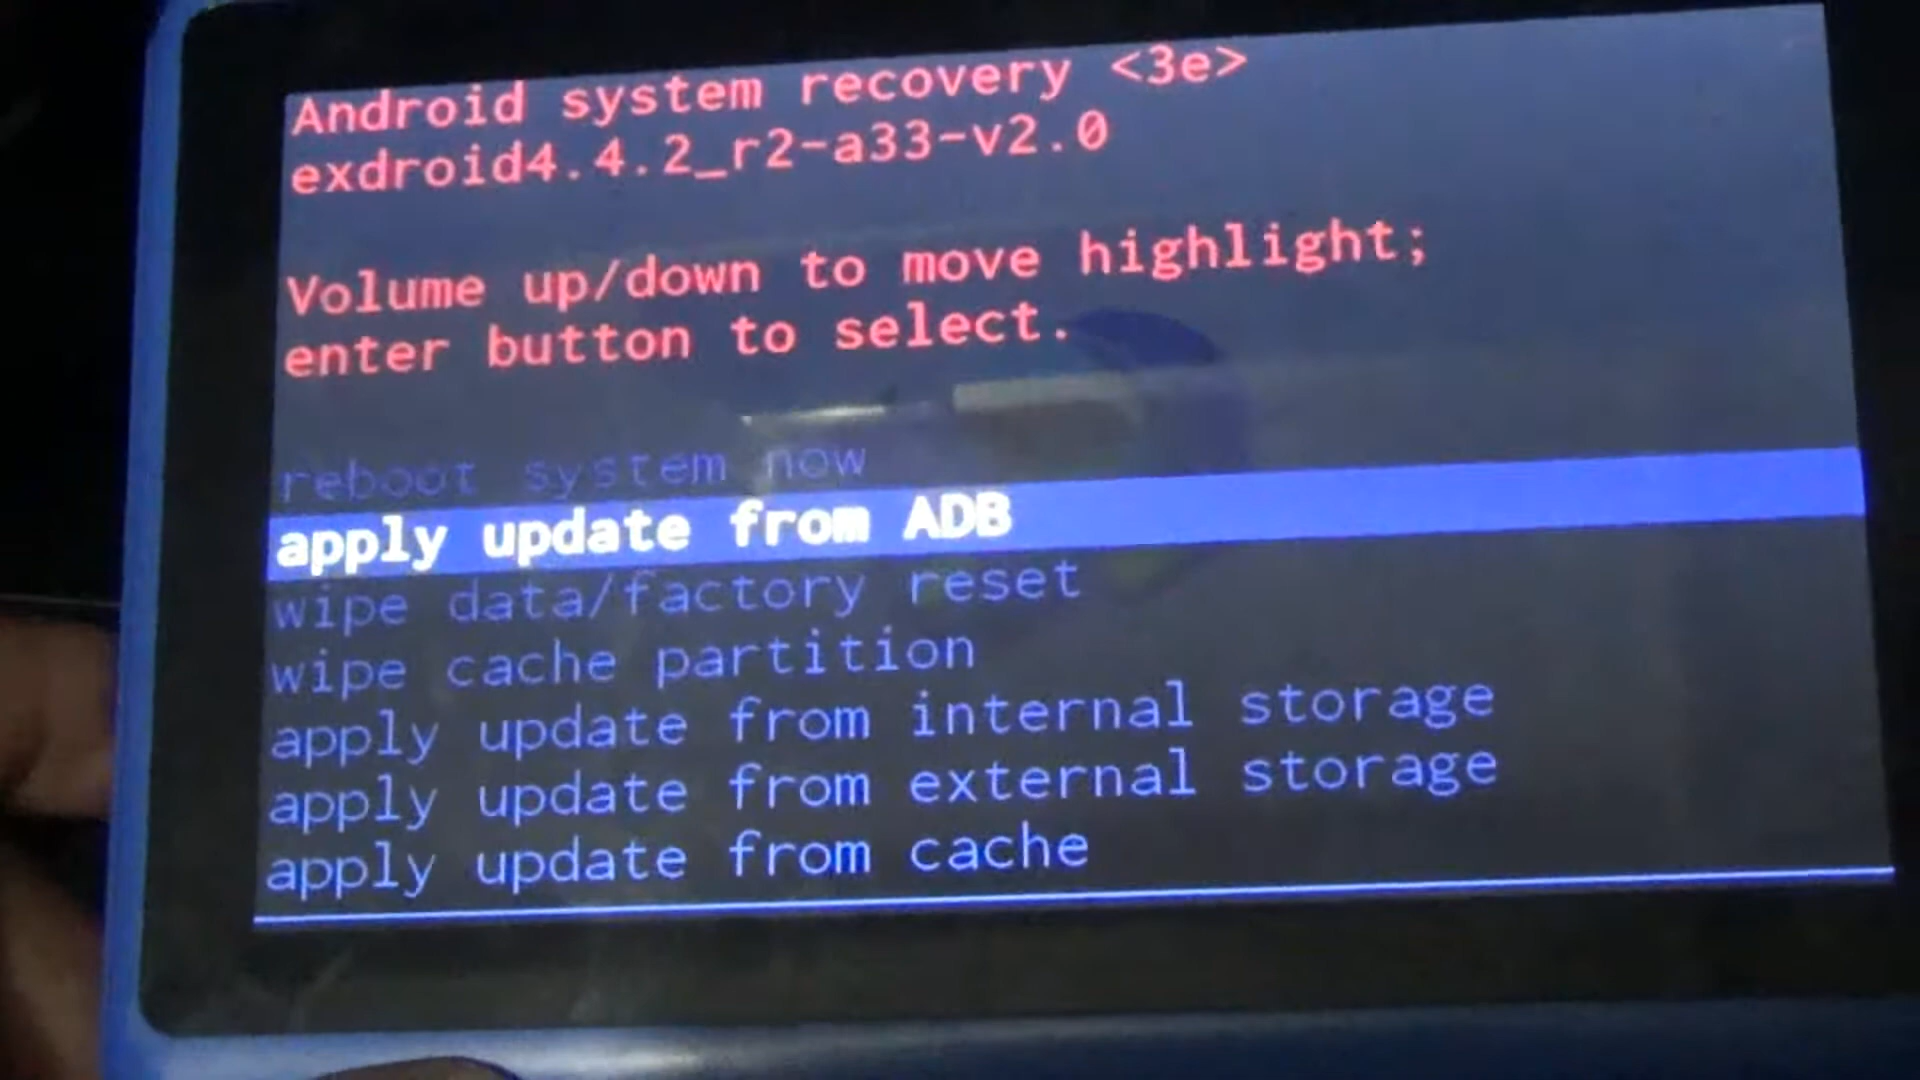 Android system recovery <3e>
exdroid4.4.2_r2-a33-v2.0
Volume up/down to move highlight;
enter button to select.
reboot system now
apply update from ADB
wipe data/factory reset
wipe cache partition
apply update from internal storage
apply update from external storage
apply update from cache